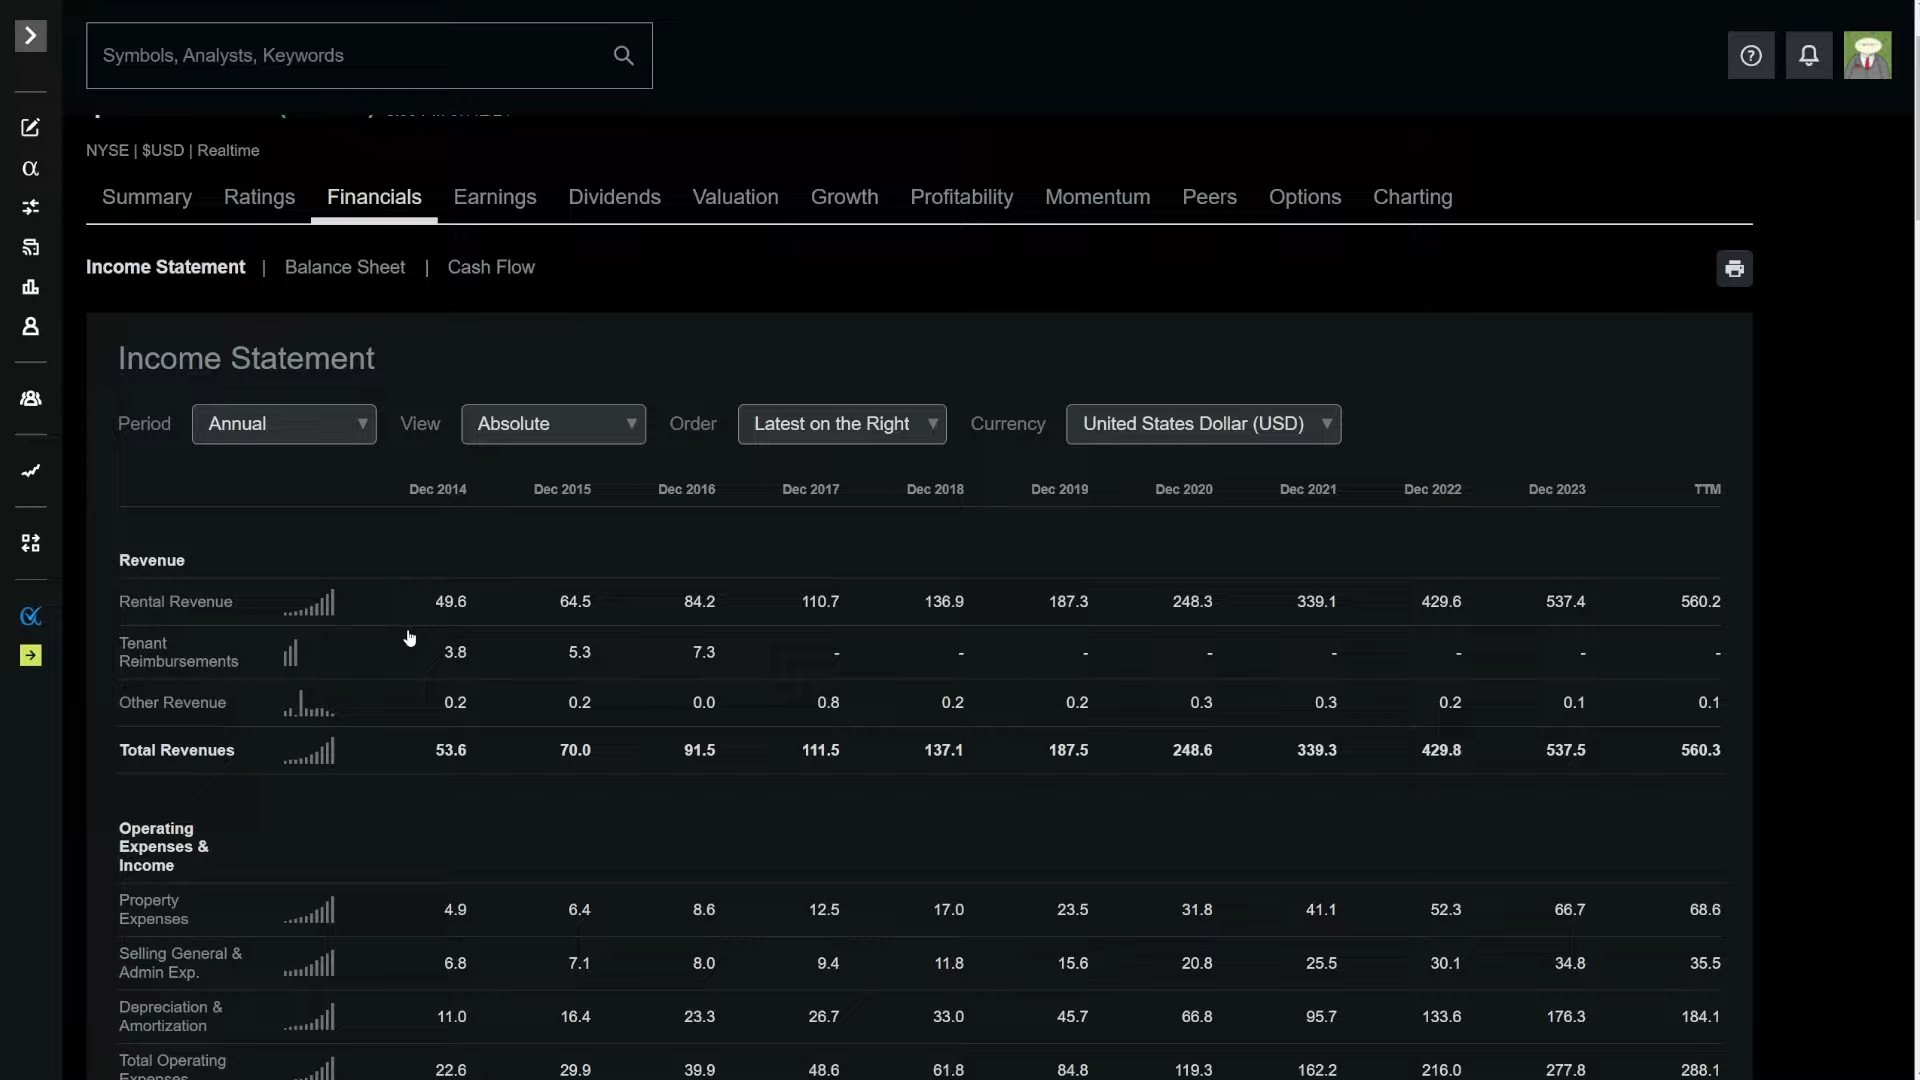 Symbols, Analysts, Keywords
NYSE | $USD | Realtime
Summary Ratings Financials Earnings Dividends Valuation Growth Profitability Momentum Peers Options Charting
Income Statement | Balance Sheet | Cash Flow
Income Statement
Period Annual View Absolute Order Latest on the Right Currency United States Dollar (USD)
Dec 2014 Dec 2015 Dec 2016 Dec 2017 Dec 2018 Dec 2019 Dec 2020 Dec 2021 Dec 2022 Dec 2023 TTM
Revenue
Rental Revenue 49.6 64.5 84.2 110.7 136.9 187.3 248.3 339.1 429.6 537.4 560.2
Tenant
Reimbursements 3.8 5.3 7.3 - - - - - - - -
Other Revenue 0.2 0.2 0.0 0.8 0.2 0.2 0.3 0.3 0.2 0.1 0.1
Total Revenues 53.6 70.0 91.5 111.5 137.1 187.5 248.6 339.3 429.8 537.5 560.3
Operating
Expenses &
Income
Property
Expenses 4.9 6.4 8.6 12.5 17.0 23.5 31.8 41.1 52.3 66.7 68.6
Selling General &
Admin Exp. 6.8 7.1 8.0 9.4 11.8 15.6 20.8 25.5 30.1 34.8 35.5
Depreciation &
Amortization 11.0 16.4 23.3 26.7 33.0 45.7 66.8 95.7 133.6 176.3 184.1
Total Operating
Expenses 22.6 29.9 39.9 48.6 61.8 84.8 119.3 162.2 216.0 277.8 288.1